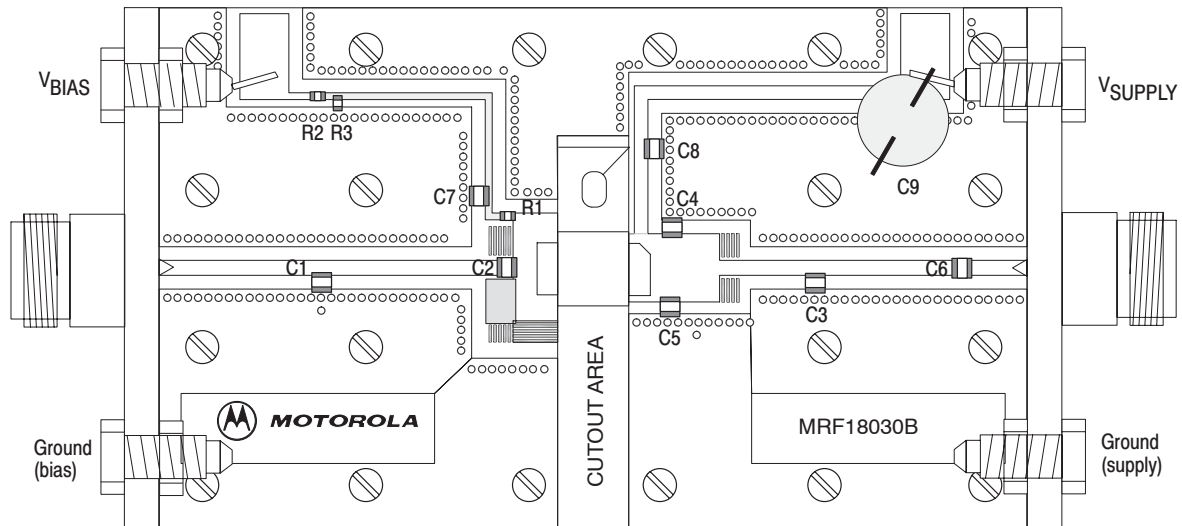 VBIAS
VSUPPLY
R2 R3
C8
C9
C7
R1
C4
C1
C2
C6
C3
C5
CUTOUT AREA
MOTOROLA
MRF18030B
Ground
(bias)
Ground
(supply)